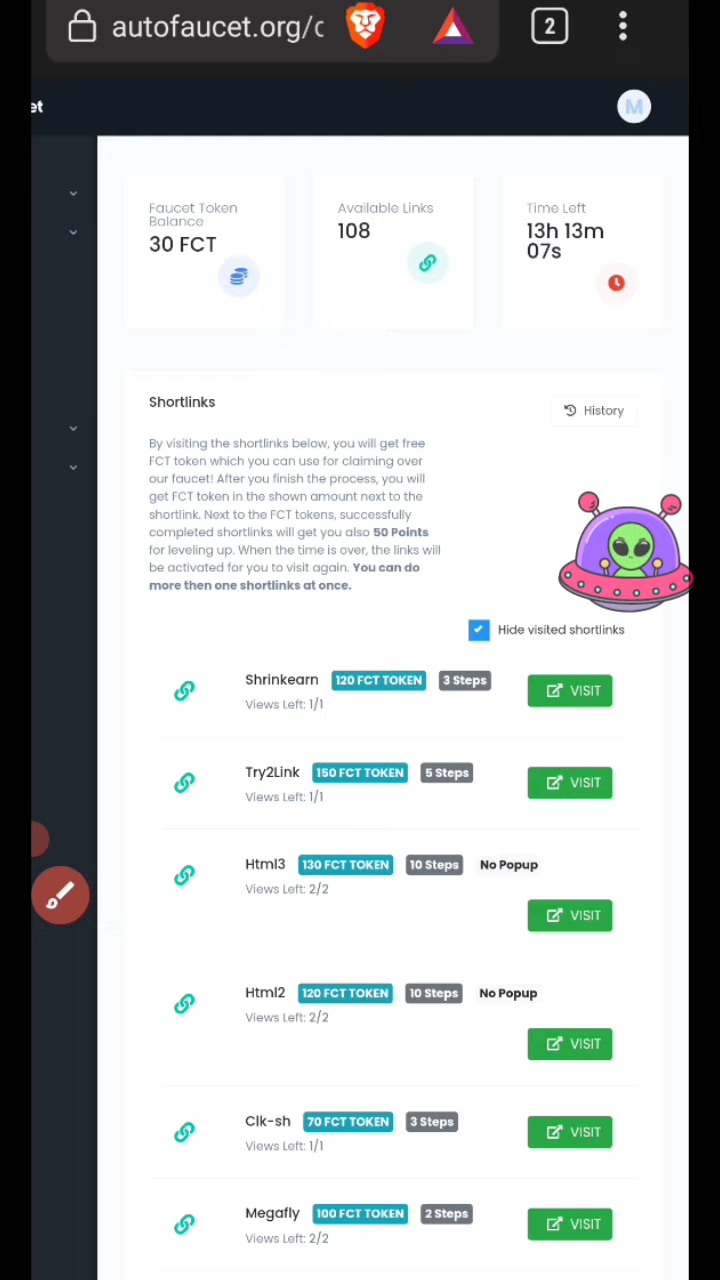 autofaucet.org/c
2
et
M
Faucet Token
Balance
30 FCT
Available Links
108
Time Left
13h 13m
07s
Shortlinks
History
By visiting the shortlinks below, you will get free
FCT token which you can use for claiming over
our faucet! After you finish the process, you will
get FCT token in the shown amount next to the
shortlink. Next to the FCT tokens, successfully
completed shortlinks will get you also 50 Points
for leveling up. When the time is over, the links will
be activated for you to visit again. You can do
more then one shortlinks at once.
Hide visited shortlinks
Shrinkearn 120 FCT TOKEN 3 Steps
Views Left: 1/1
VISIT
Try2Link 150 FCT TOKEN 5 Steps
Views Left: 1/1
VISIT
Html3 130 FCT TOKEN 10 Steps No Popup
Views Left: 2/2
VISIT
Html2 120 FCT TOKEN 10 Steps No Popup
Views Left: 2/2
VISIT
Clk-sh 70 FCT TOKEN 3 Steps
Views Left: 1/1
VISIT
Megafly 100 FCT TOKEN 2 Steps
Views Left: 2/2
VISIT